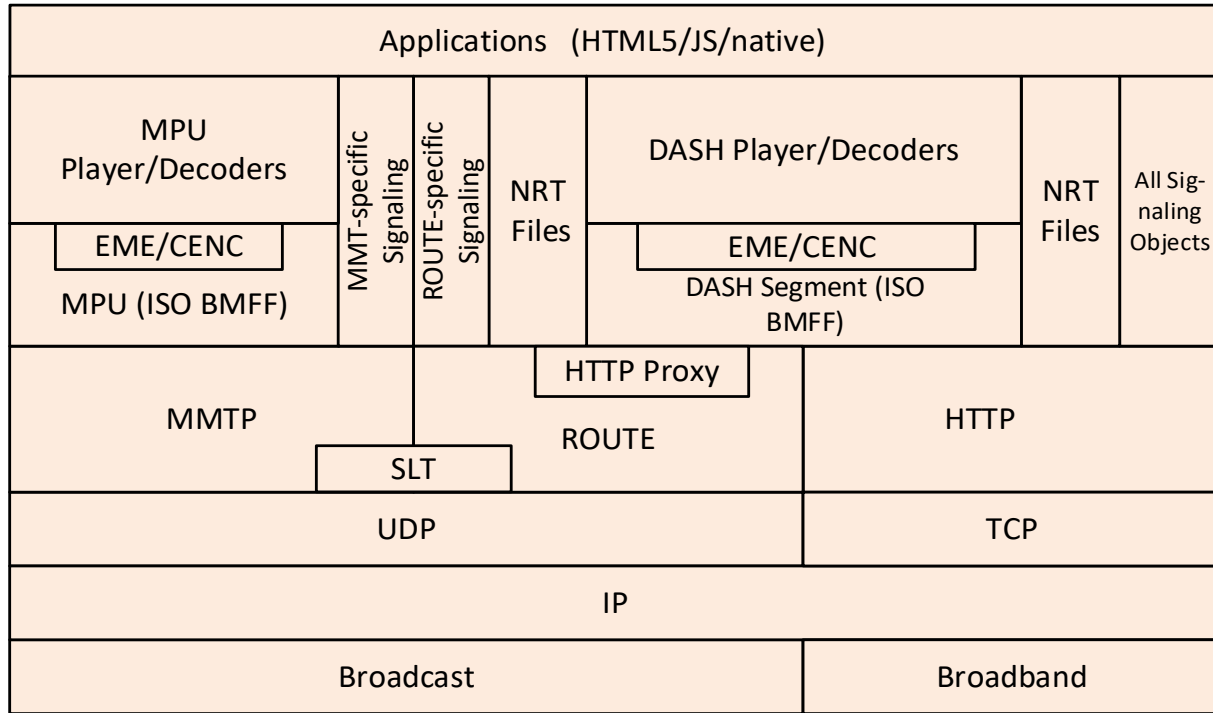 Applications (HTML5/JS/native)
MPU
Player/Decoders
EME/CENC
MPU (ISO BMFF)
MMT-specific
Signaling
ROUTE-specific
Signaling
NRT
Files
DASH Player/Decoders
EME/CENC
DASH Segment (ISO
BMFF)
NRT
Files
All Sig-
naling
Objects
MMTP
SLT
HTTP Proxy
ROUTE
HTTP
UDP
TCP
IP
Broadcast
Broadband